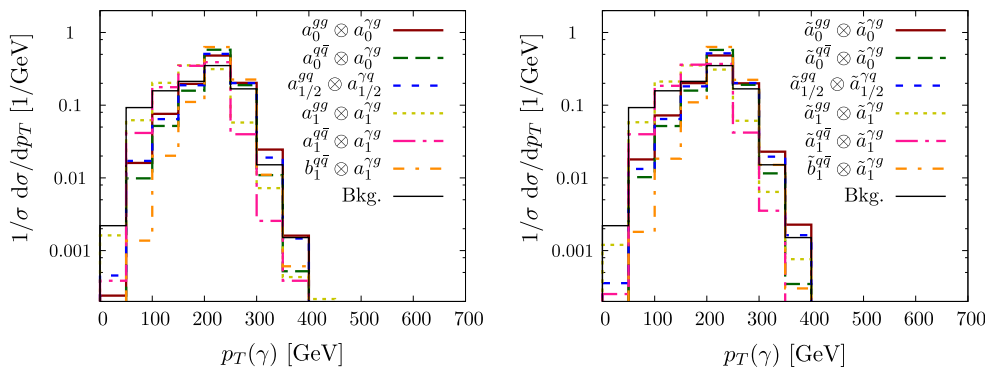 1/σ dσ/dp_T [1/GeV]
1
0.1
0.01
0.001
a_0^{gg} ⊗ a_0^{γg}
a_0^{qq̄} ⊗ a_0^{γg}
a_{1/2}^{gq} ⊗ a_{1/2}^{γq}
a_1^{gg} ⊗ a_1^{γg}
a_1^{qq̄} ⊗ a_1^{γg}
b_1^{qq̄} ⊗ a_1^{γg}
Bkg.
0 100 200 300 400 500 600 700
p_T(γ) [GeV]
1/σ dσ/dp_T [1/GeV]
1
0.1
0.01
0.001
ã_0^{gg} ⊗ ã_0^{γg}
ã_0^{qq̄} ⊗ ã_0^{γg}
ã_{1/2}^{gq} ⊗ ã_{1/2}^{γq}
ã_1^{gg} ⊗ ã_1^{γg}
ã_1^{qq̄} ⊗ ã_1^{γg}
b̃_1^{qq̄} ⊗ ã_1^{γg}
Bkg.
0 100 200 300 400 500 600 700
p_T(γ) [GeV]